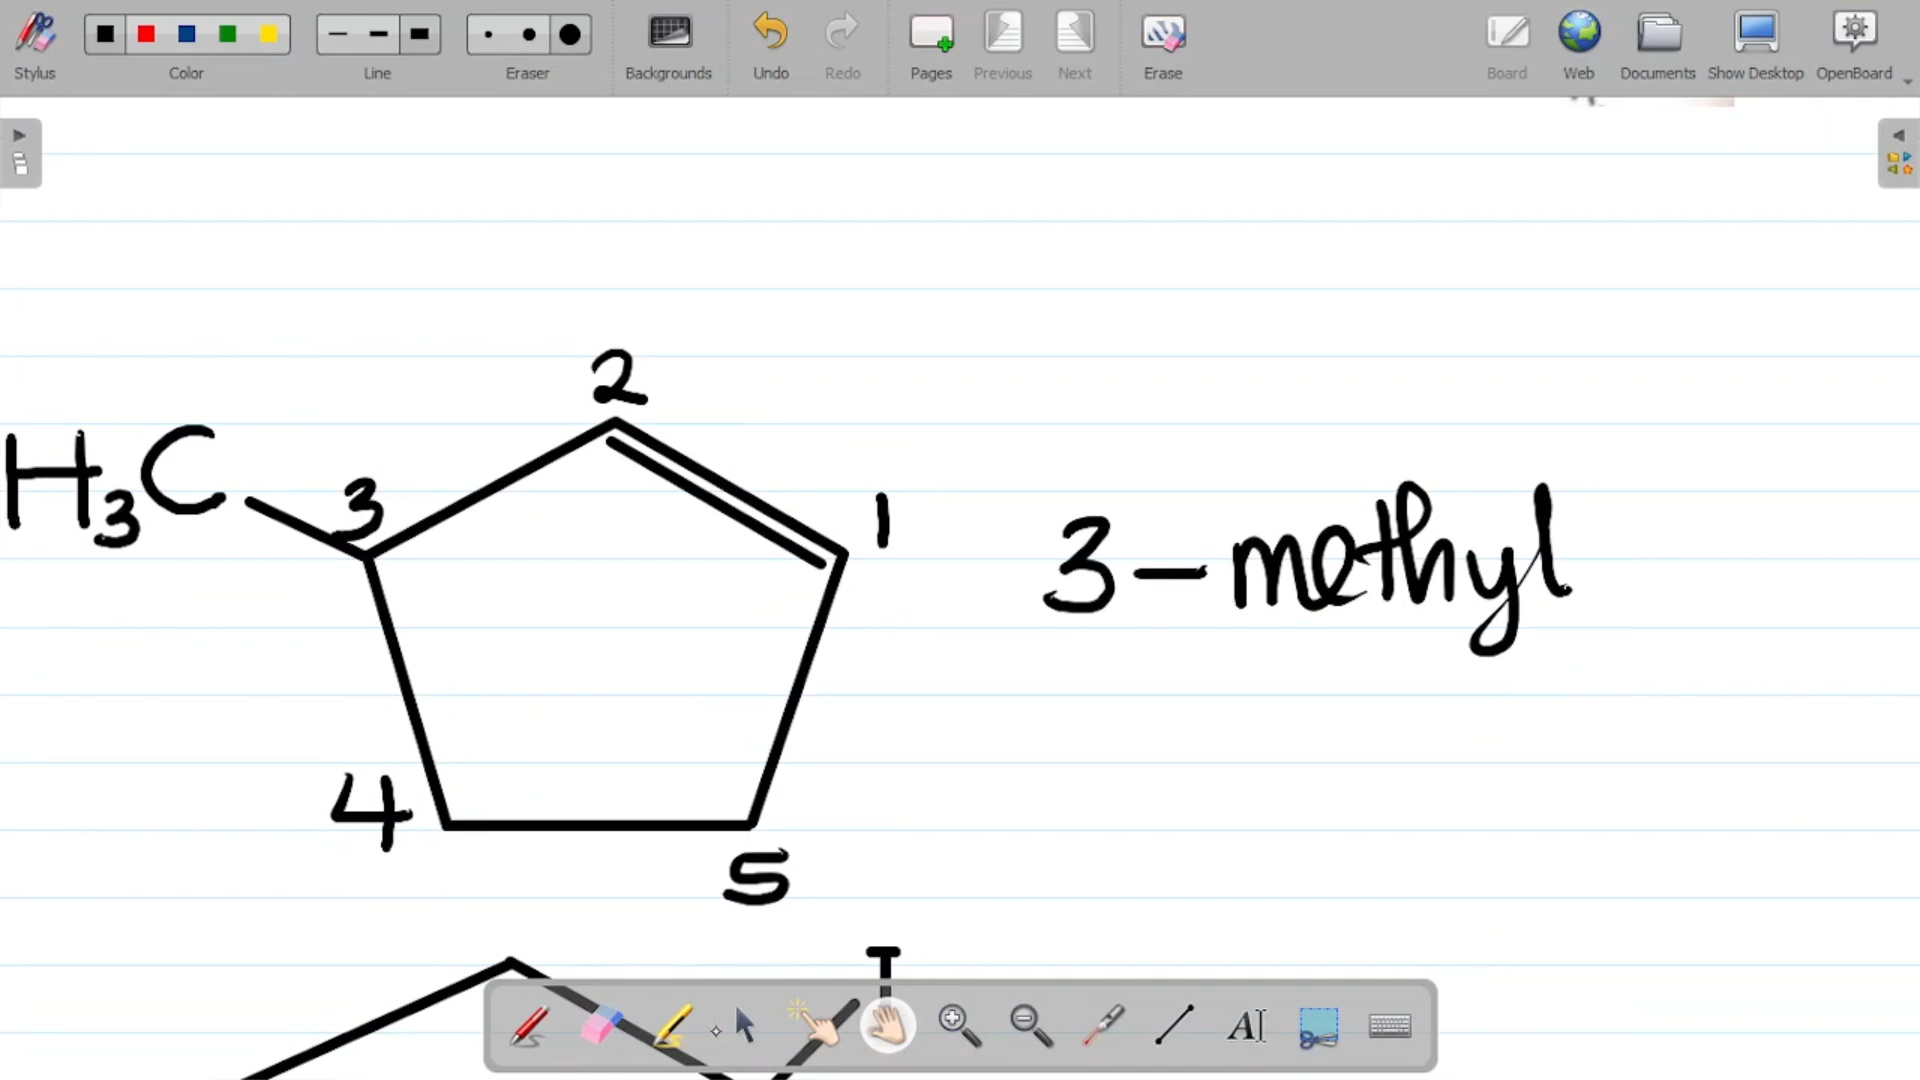 Stylus
Color
Line
Eraser
Backgrounds
Undo
Redo
Pages
Previous
Next
Erase
Board
Web
Documents
Show Desktop
OpenBoard
2
H3C
3
1
3-methyl
4
5
I